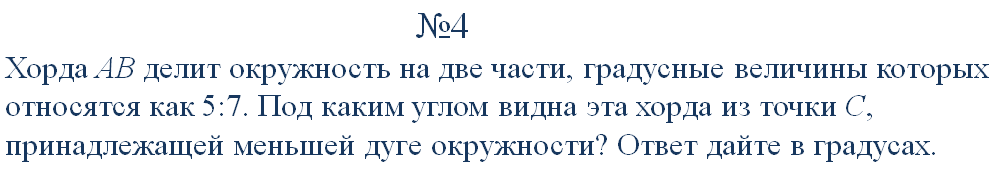 №4
Хорда AB делит окружность на две части, градусные величины которых
относятся как 5:7. Под каким углом видна эта хорда из точки C,
принадлежащей меньшей дуге окружности? Ответ дайте в градусах.